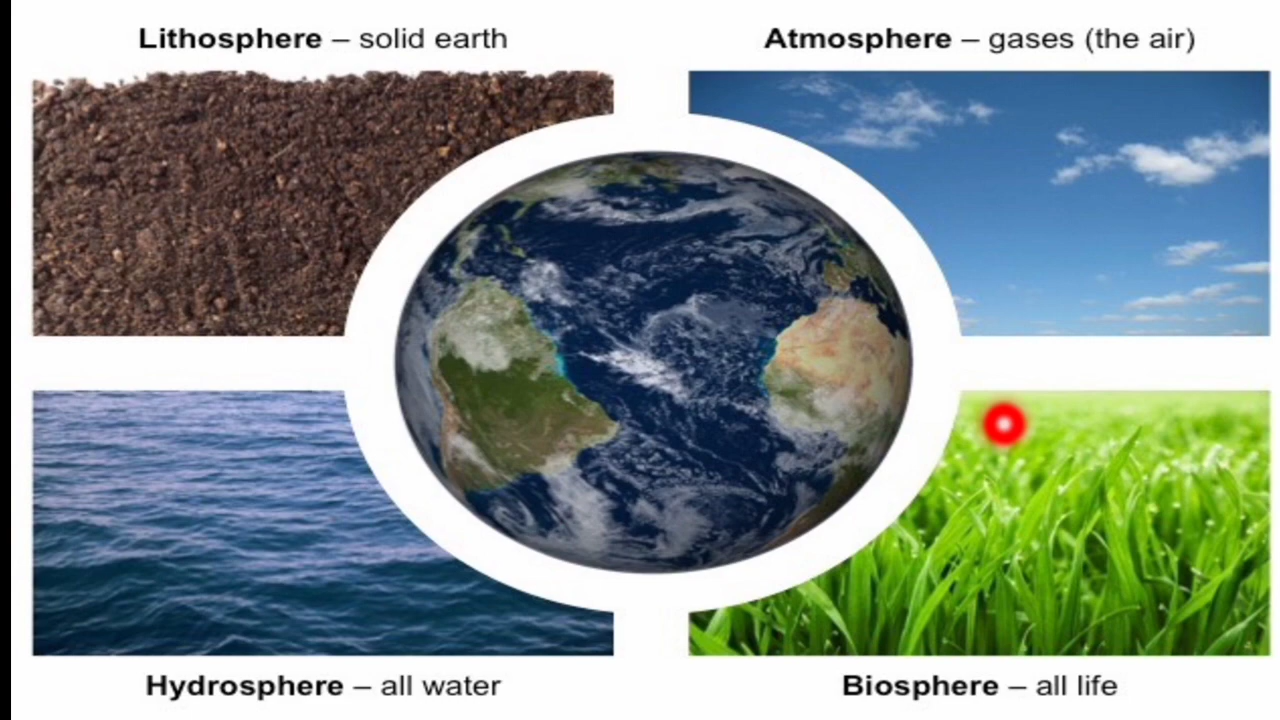 Lithosphere – solid earth
Atmosphere – gases (the air)
Hydrosphere – all water
Biosphere – all life